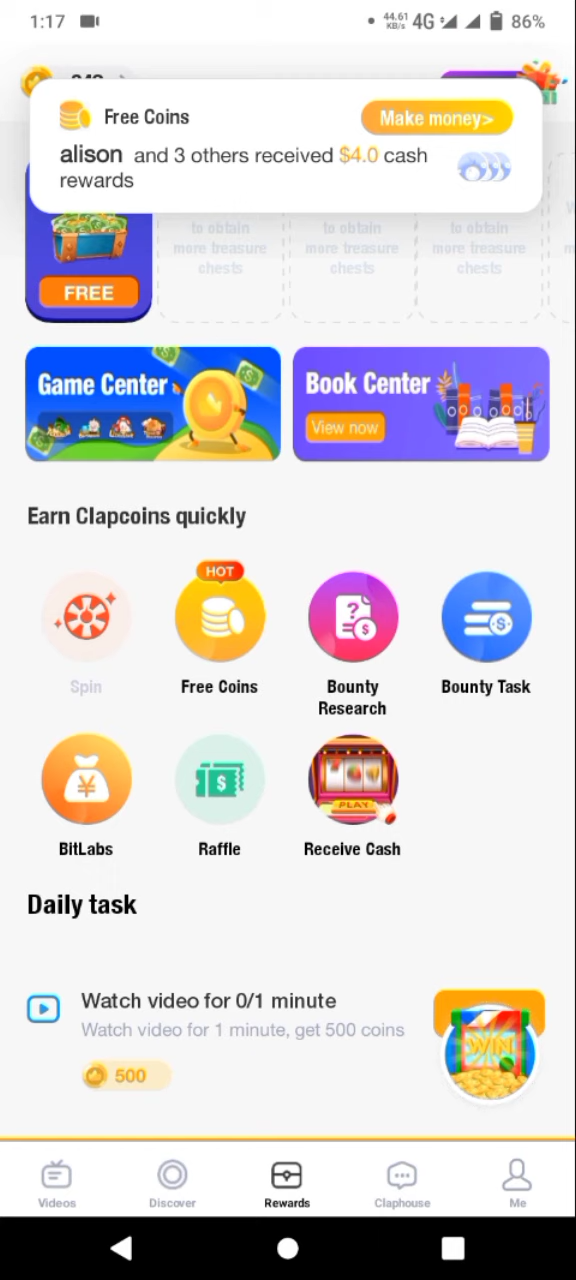 1:17
44.61
KB/s
4G
86%
Free Coins
Make money>
alison and 3 others received $4.0 cash
rewards
to obtain
more treasure
chests
to obtain
more treasure
chests
to obtain
more treasure
chests
FREE
Game Center
Book Center
View now
Earn Clapcoins quickly
HOT
Spin
Free Coins
Bounty
Research
Bounty Task
PLAY
BitLabs
Raffle
Receive Cash
Daily task
Watch video for 0/1 minute
Watch video for 1 minute, get 500 coins
WIN
500
Videos
Discover
Rewards
Claphouse
Me